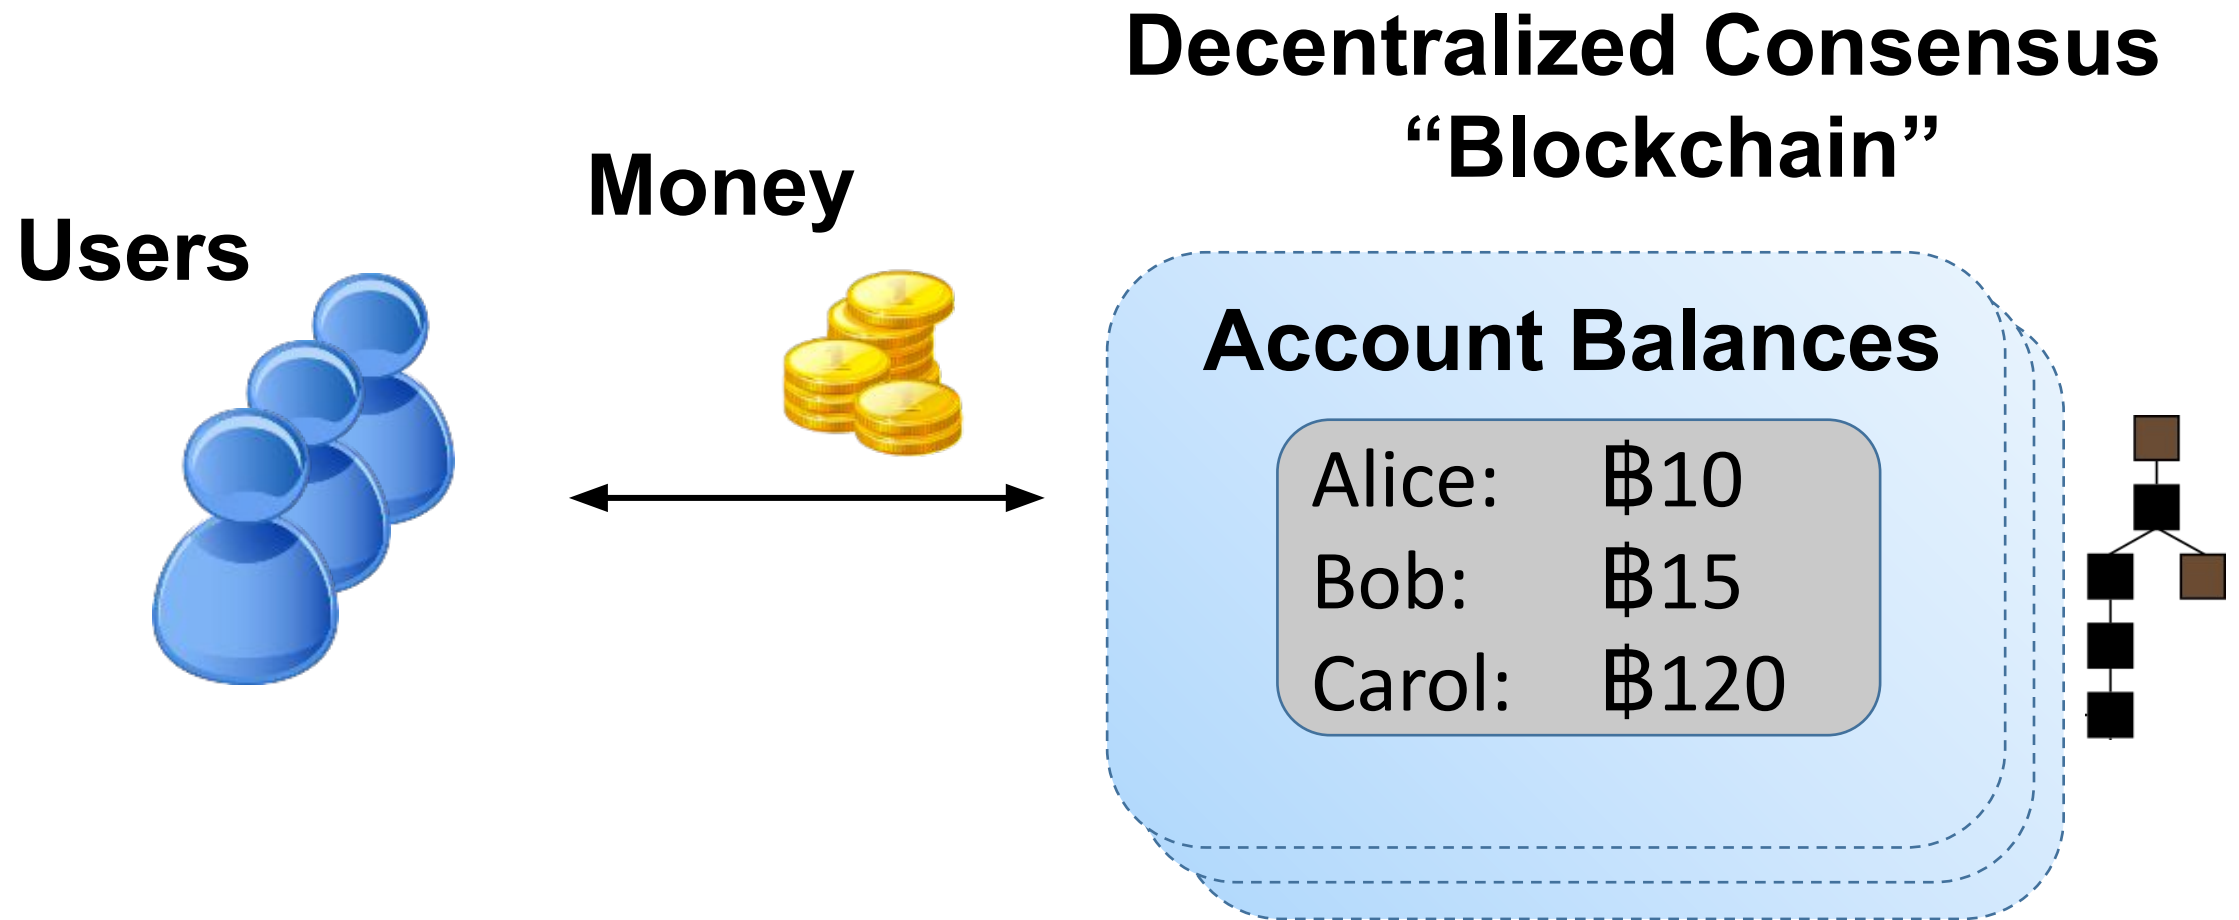 Decentralized Consensus
“Blockchain”
Money
Users
Account Balances
Alice: ฿10
Bob: ฿15
Carol: ฿120